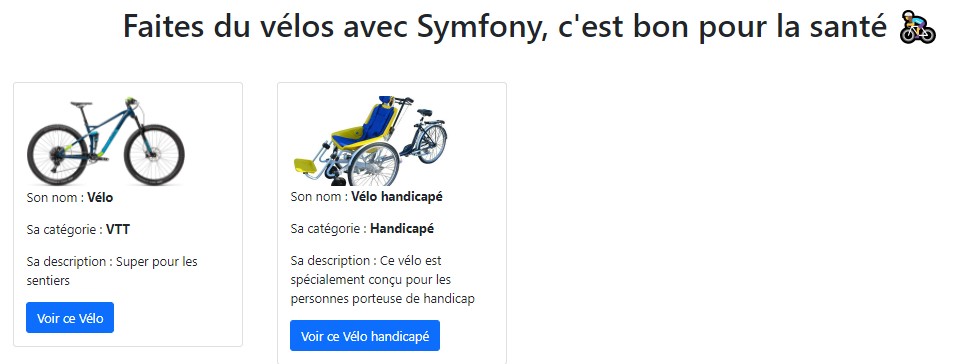 Faites du vélos avec Symfony, c'est bon pour la santé 🚴
Son nom : Vélo
Sa catégorie : VTT
Sa description : Super pour les
sentiers
Voir ce Vélo
Son nom : Vélo handicapé
Sa catégorie : Handicapé
Sa description : Ce vélo est
spécialement conçu pour les
personnes porteuse de handicap
Voir ce Vélo handicapé